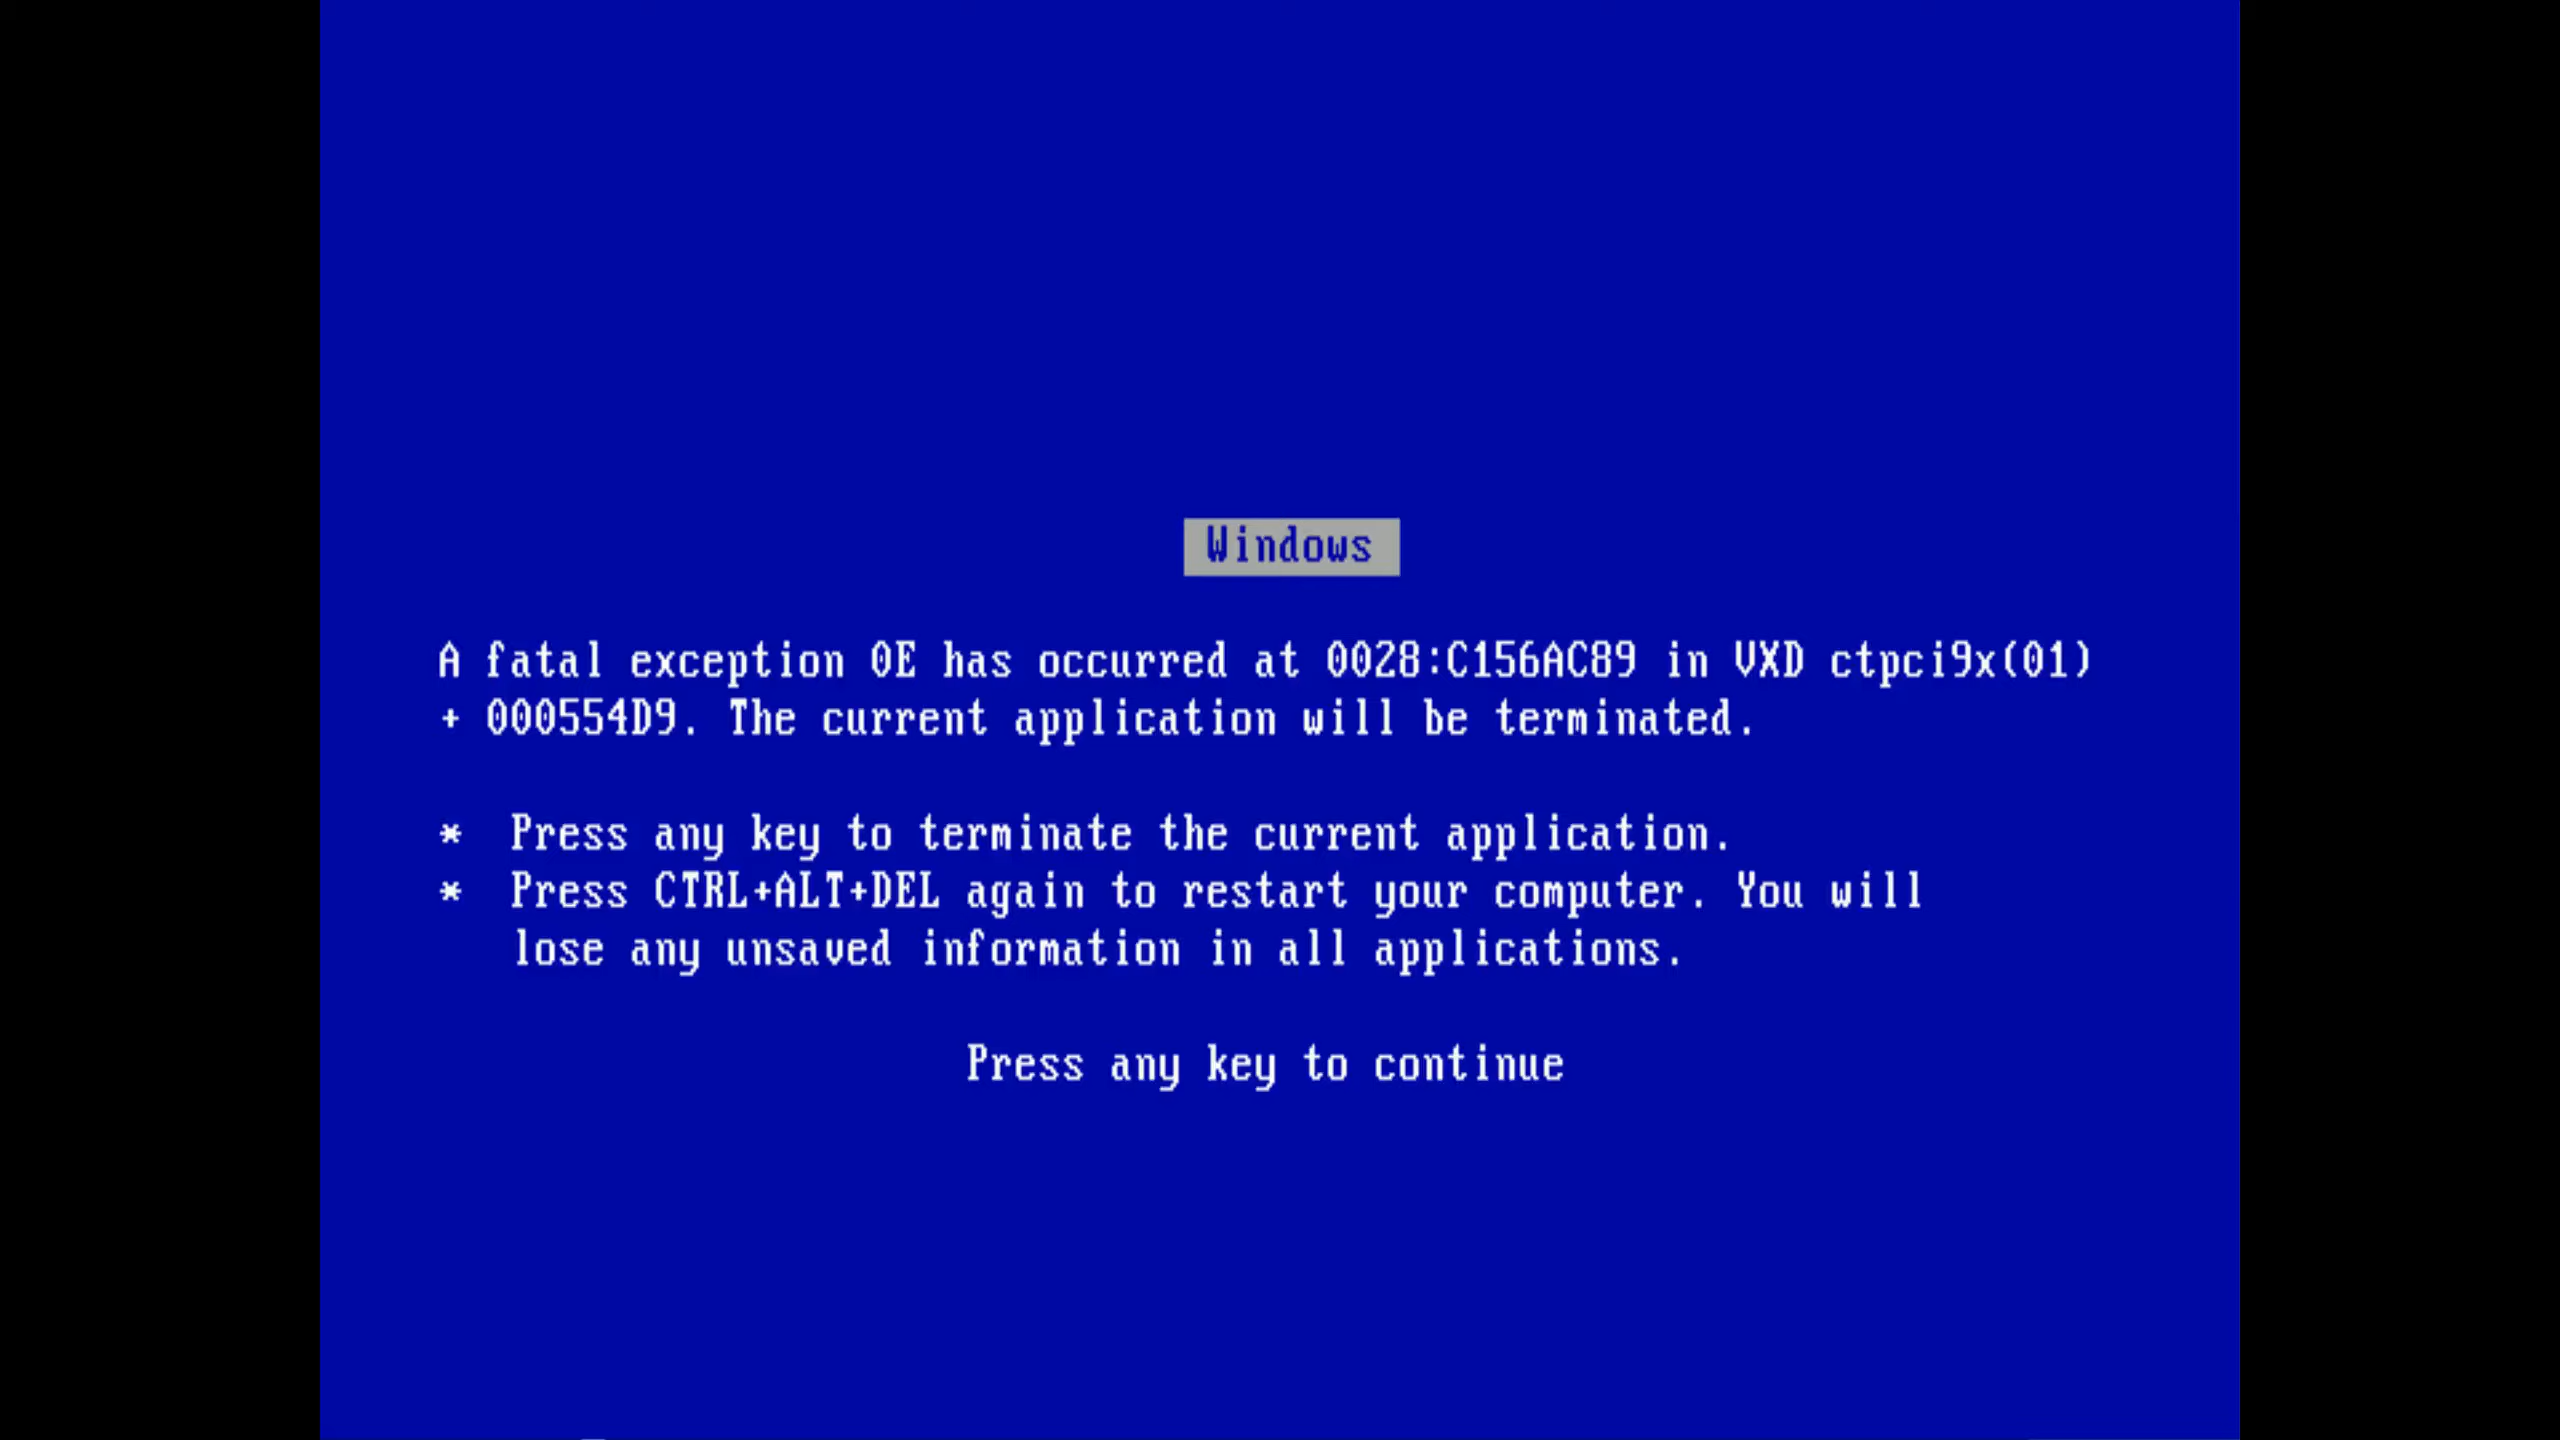 Windows
A fatal exception 0E has occurred at 0028:C156AC89 in VXD ctpci9x(01)
+ 000554D9. The current application will be terminated.
* Press any key to terminate the current application.
* Press CTRL+ALT+DEL again to restart your computer. You will
lose any unsaved information in all applications.
Press any key to continue